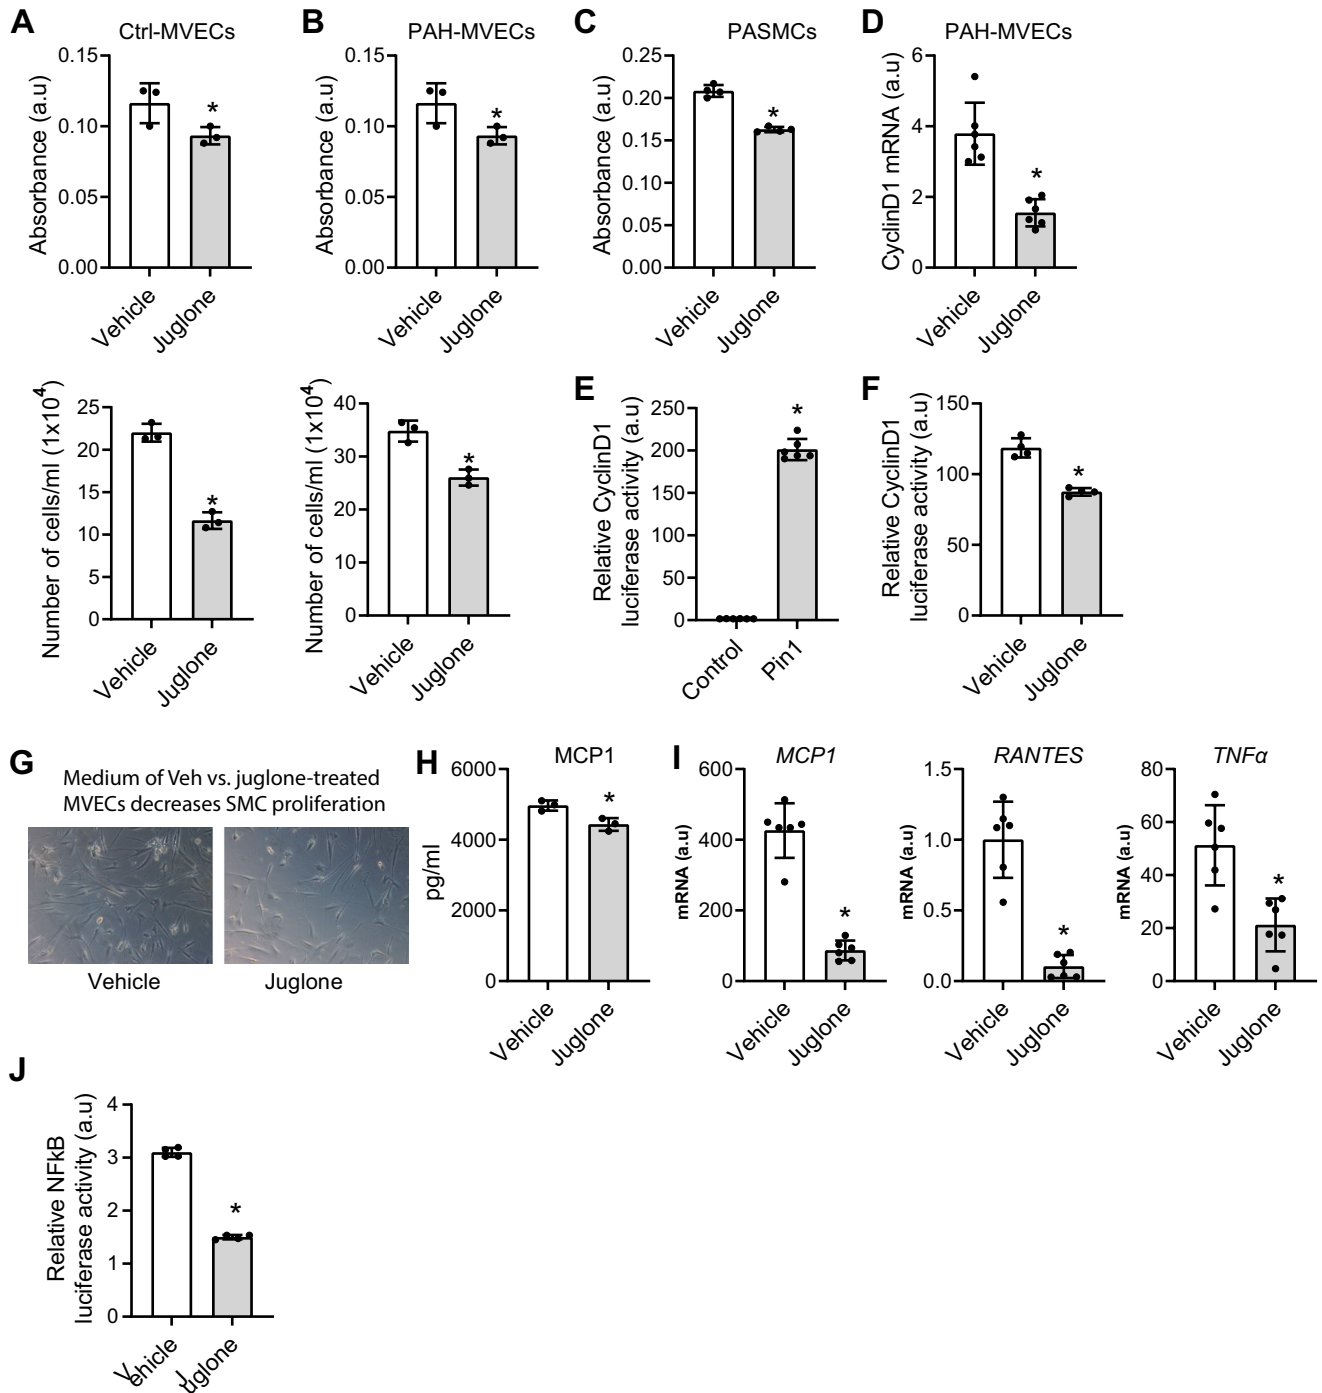 A
Ctrl-MVECs
Absorbance (a.u)
0.15
0.10
0.05
0.00
*
Vehicle
Juglone
Number of cells/ml (1x10⁴)
25
20
15
10
5
0
*
Vehicle
Juglone
B
PAH-MVECs
Absorbance (a.u)
0.15
0.10
0.05
0.00
*
Vehicle
Juglone
Number of cells/ml (1x10⁴)
40
30
20
10
0
*
Vehicle
Juglone
C
PASMCs
Absorbance (a.u)
0.25
0.20
0.15
0.10
0.05
0.00
*
Vehicle
Juglone
D
PAH-MVECs
CyclinD1 mRNA (a.u)
6
4
2
0
*
Vehicle
Juglone
E
Relative CyclinD1
luciferase activity (a.u)
250
200
150
100
50
0
*
Control
Pin1
F
Relative CyclinD1
luciferase activity (a.u)
150
100
50
0
*
Vehicle
Juglone
G
Medium of Veh vs. juglone-treated
MVECs decreases SMC proliferation
Vehicle
Juglone
H
MCP1
pg/ml
6000
4000
2000
0
*
Vehicle
Juglone
I
MCP1
mRNA (a.u)
600
400
200
0
*
Vehicle
Juglone
RANTES
mRNA (a.u)
1.5
1.0
0.5
0.0
*
Vehicle
Juglone
TNFα
mRNA (a.u)
80
60
40
20
0
*
Vehicle
Juglone
J
Relative NFkB
luciferase activity (a.u)
4
3
2
1
0
*
Vehicle
Juglone